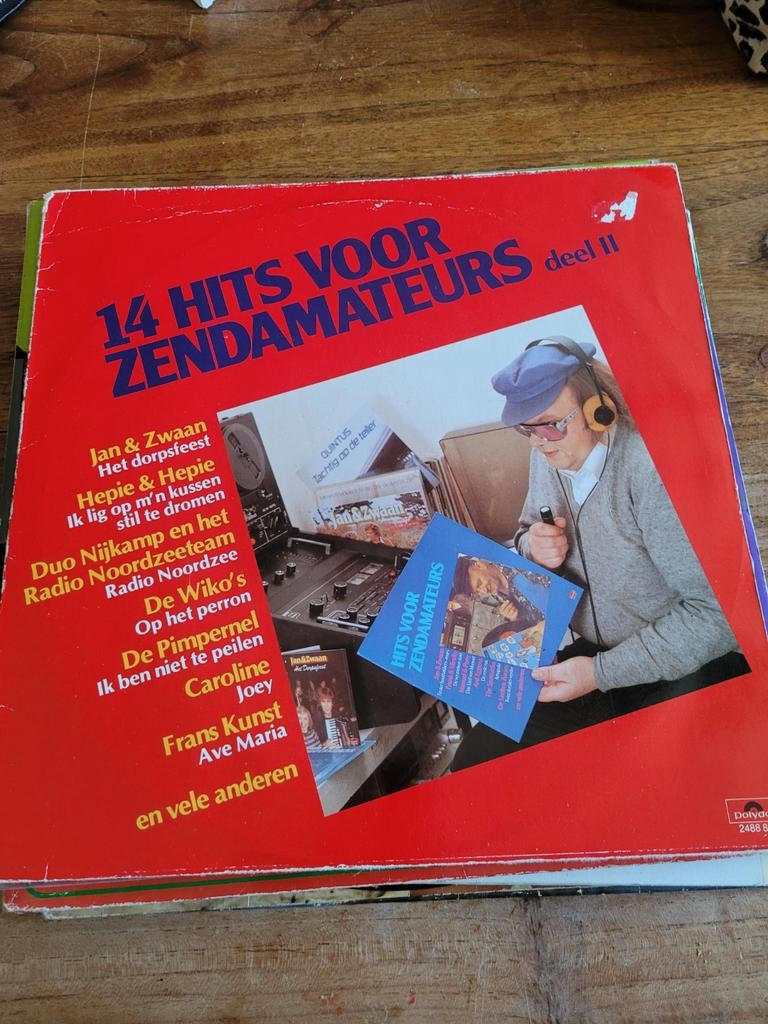 14 HITS VOOR
ZENDAMATEURS deel II
Jan & Zwaan
Het dorpsfeest
Hepie & Hepie
Ik lig op m'n kussen
stil te dromen
Duo Nijkamp en het
Radio Noordzeeteam
Radio Noordzee
De Wiko's
Op het perron
De Pimpernel
Ik ben niet te peilen
Caroline
Joey
Frans Kunst
Ave Maria
en vele anderen
QUINTUS
Tachtig op de teller
Jan & Zwaan
HITS VOOR
ZENDAMATEURS
Jan & Zwaan
Het Dorpsfeest
Polydo
2488 8